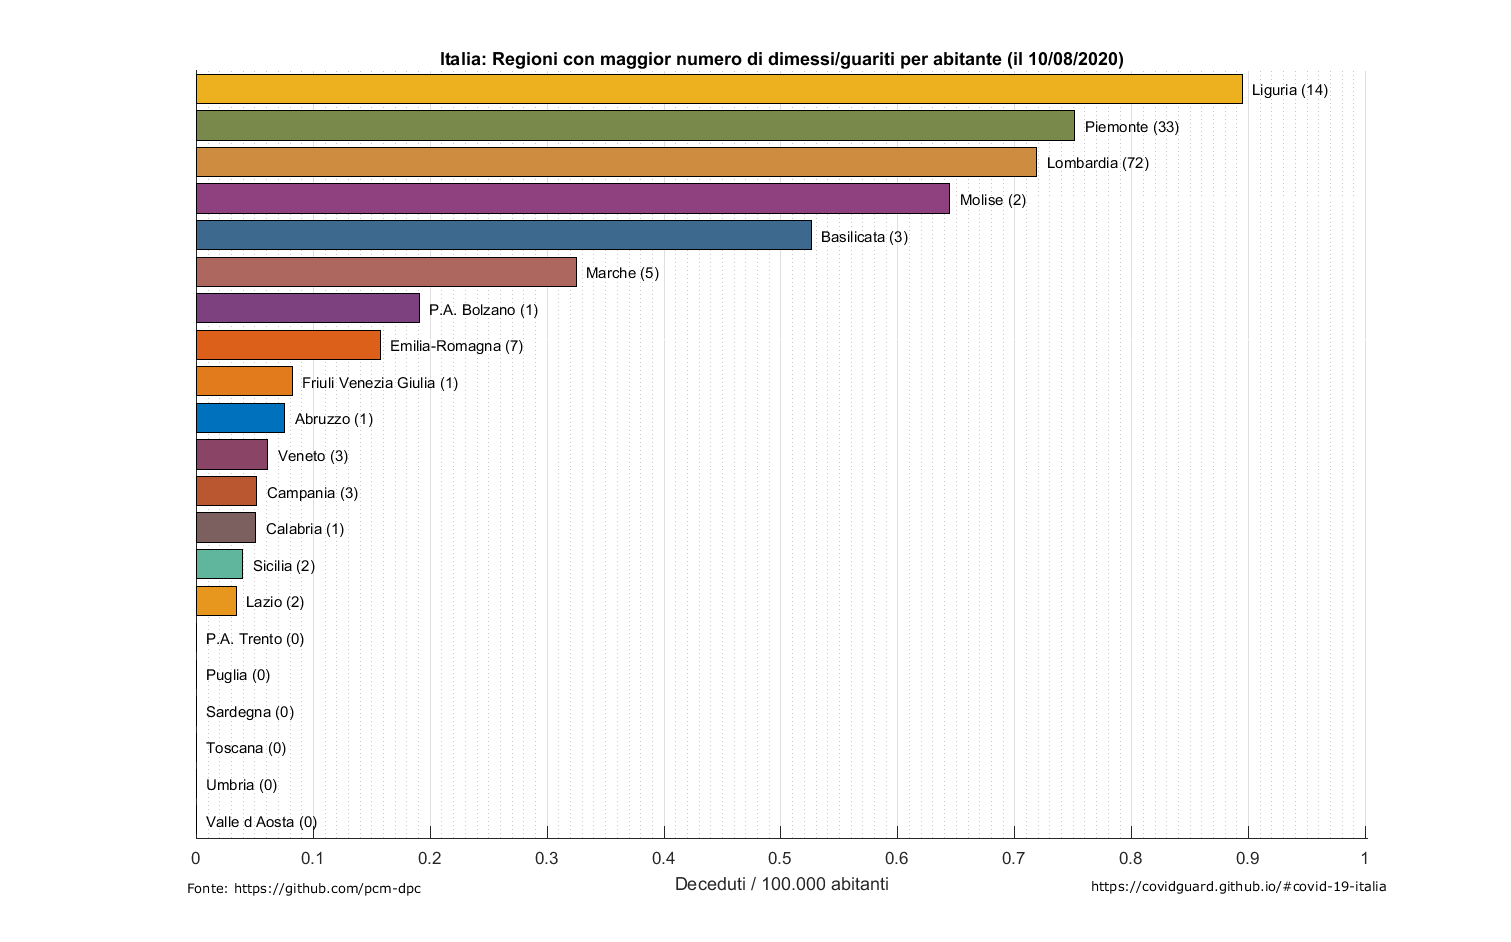 Italia: Regioni con maggior numero di dimessi/guariti per abitante (il 10/08/2020)
Liguria (14)
Piemonte (33)
Lombardia (72)
Molise (2)
Basilicata (3)
Marche (5)
P.A. Bolzano (1)
Emilia-Romagna (7)
Friuli Venezia Giulia (1)
Abruzzo (1)
Veneto (3)
Campania (3)
Calabria (1)
Sicilia (2)
Lazio (2)
P.A. Trento (0)
Puglia (0)
Sardegna (0)
Toscana (0)
Umbria (0)
Valle d Aosta (0)
0 0.1 0.2 0.3 0.4 0.5 0.6 0.7 0.8 0.9 1
Deceduti / 100.000 abitanti
Fonte: https://github.com/pcm-dpc
https://covidguard.github.io/#covid-19-italia